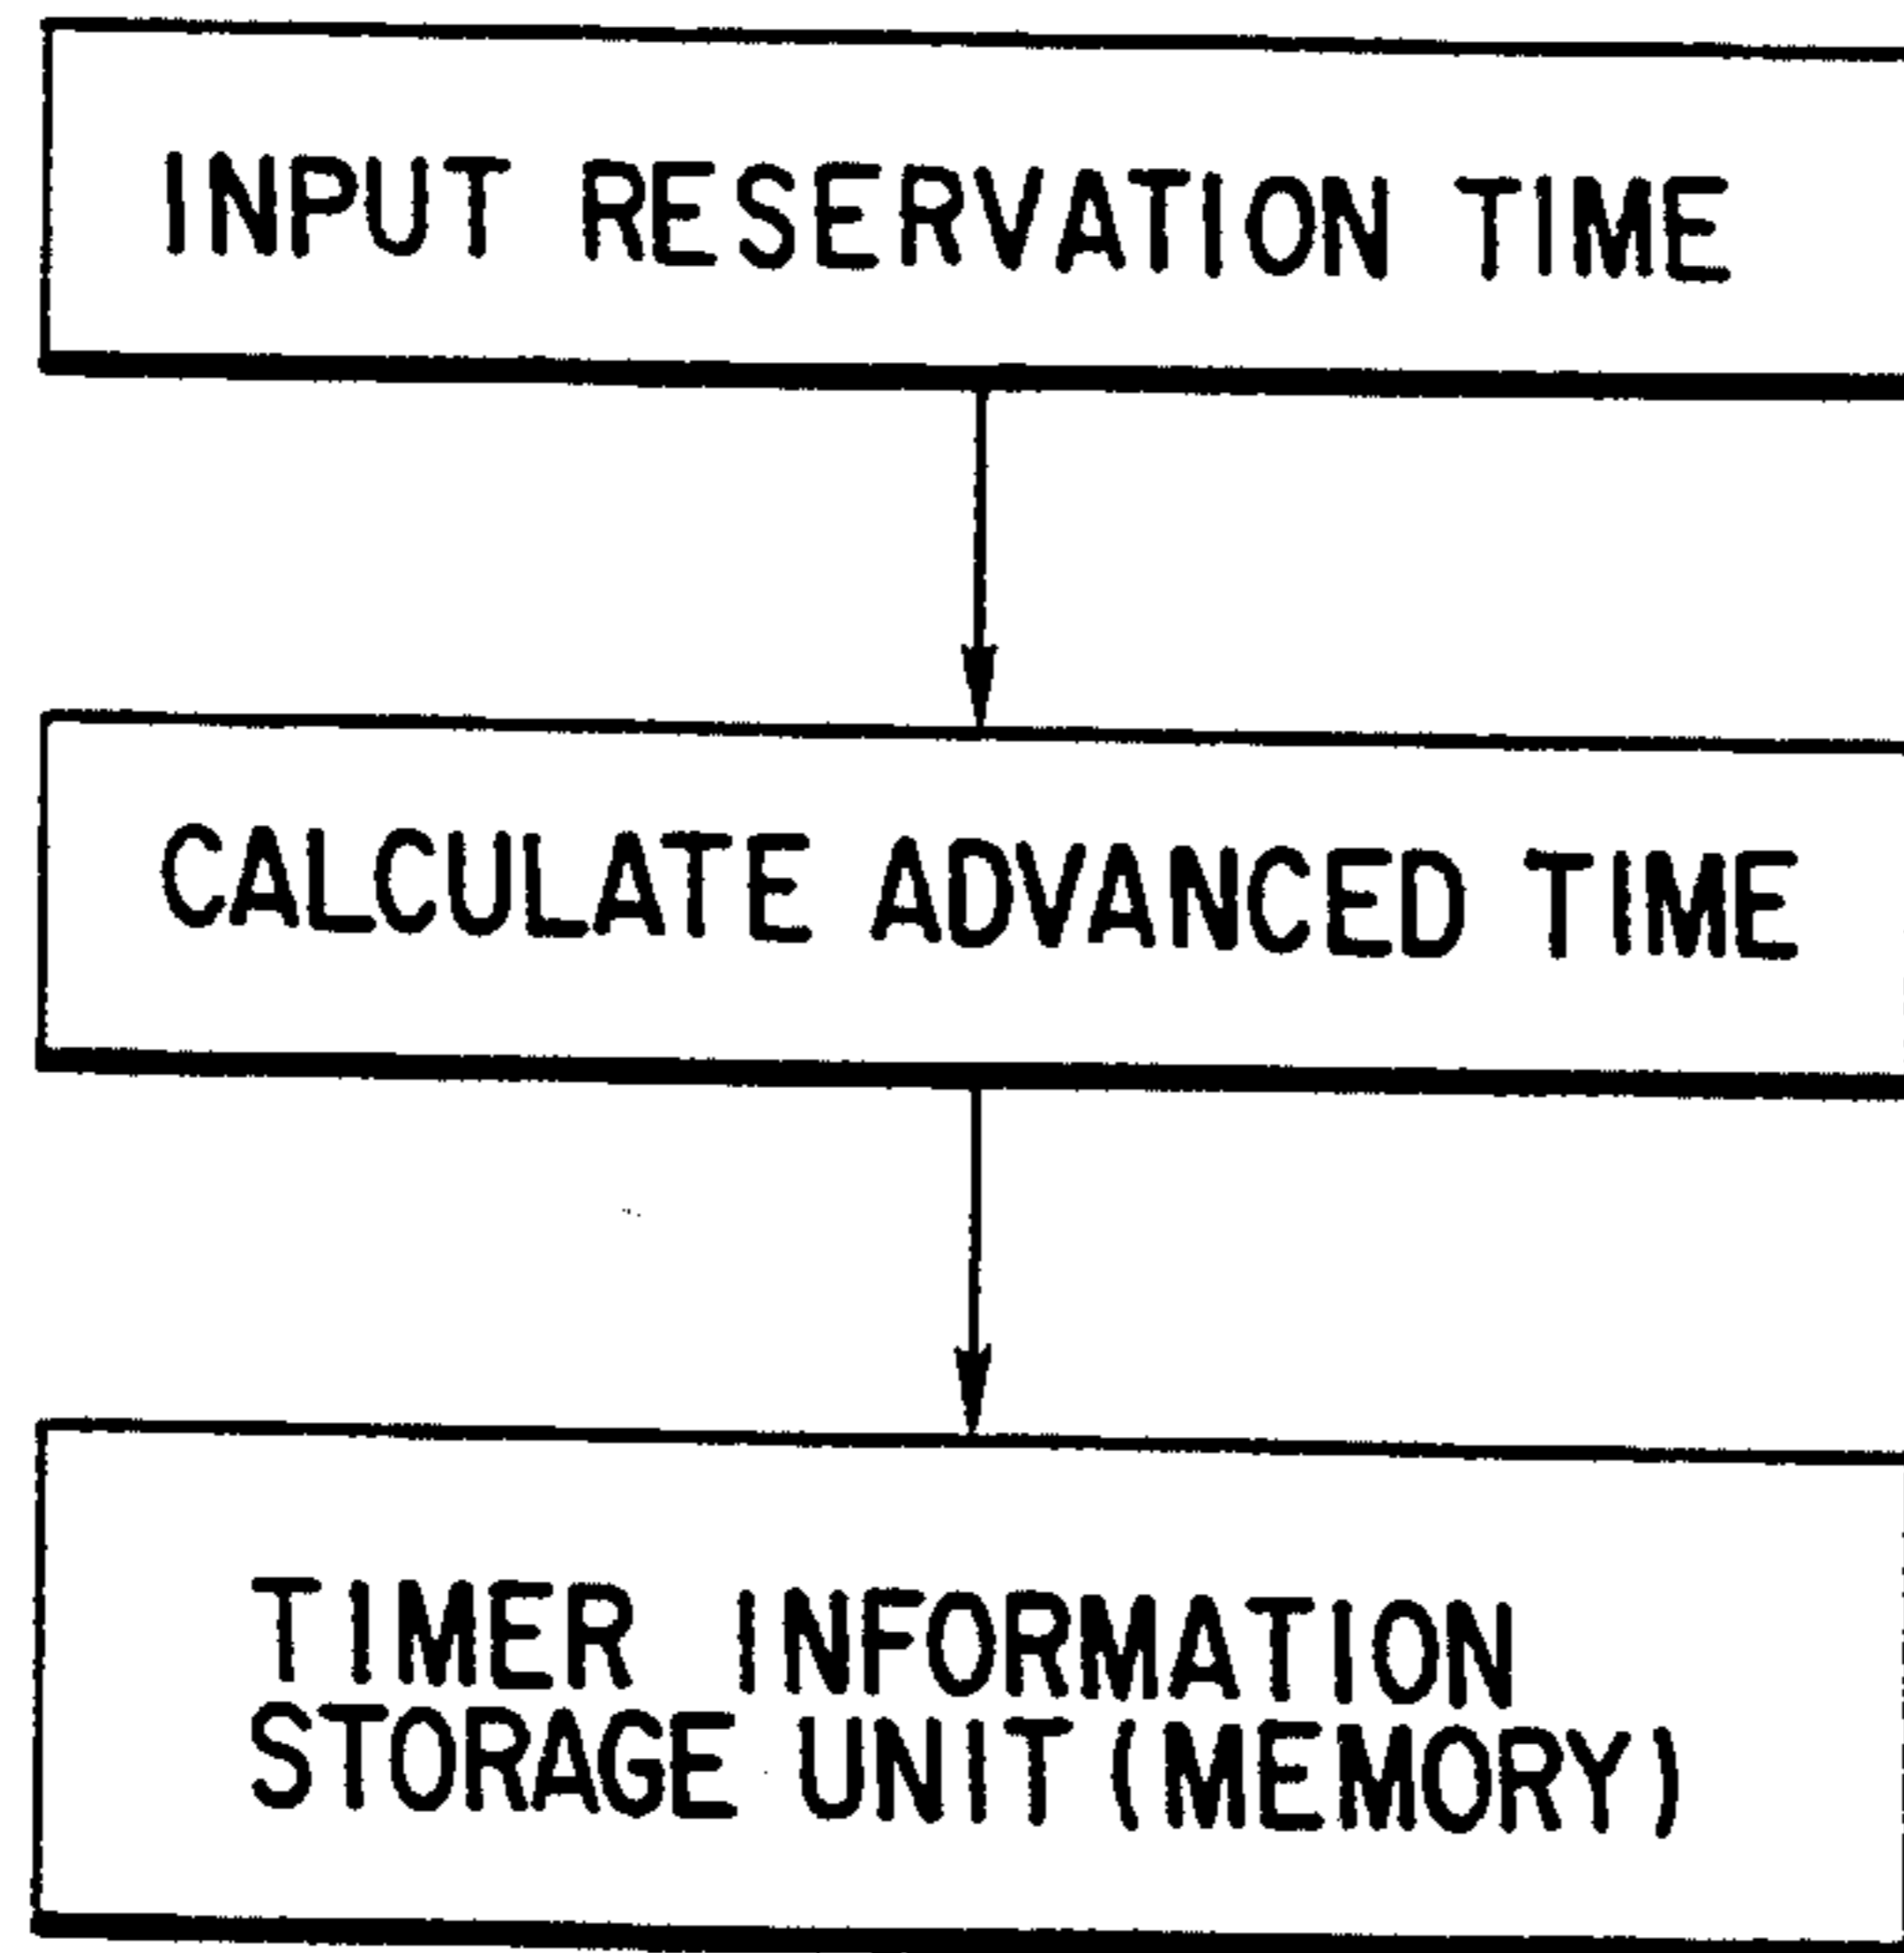 INPUT RESERVATION TIME
CALCULATE ADVANCED TIME
TIMER INFORMATION
STORAGE UNIT (MEMORY)